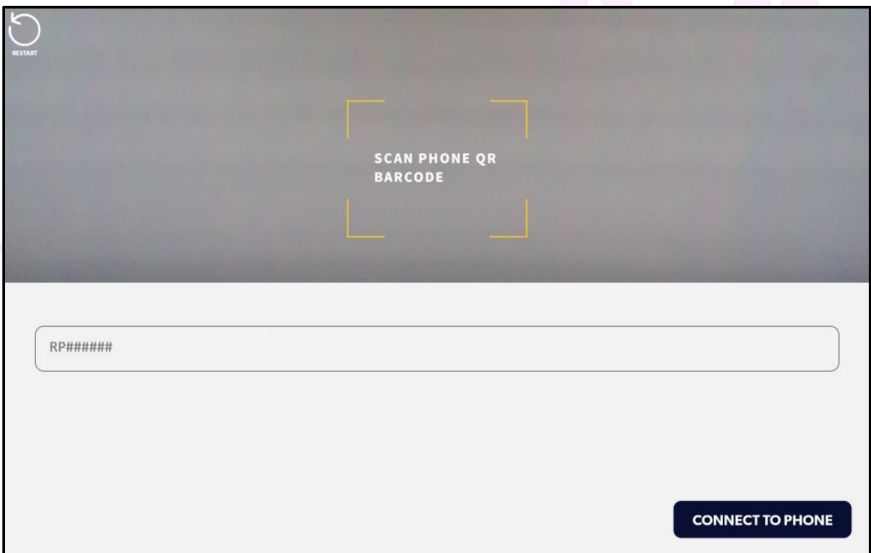 RESTART
SCAN PHONE QR
BARCODE
RP######
CONNECT TO PHONE